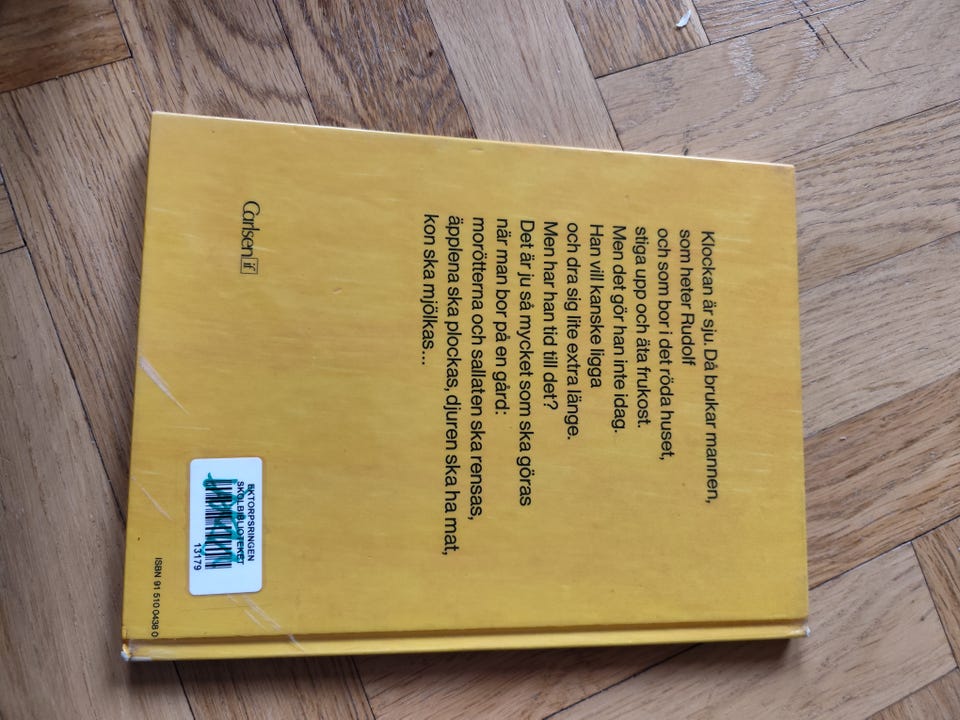 Klockan är sju. Då brukar mannen,
som heter Rudolf
och som bor i det röda huset,
stiga upp och äta frukost.
Men det gör han inte idag.
Han vill kanske ligga
och dra sig lite extra länge.
Men har han tid till det?
Det är ju så mycket som ska göras
när man bor på en gård:
morötterna och sallaten ska rensas,
äpplena ska plockas, djuren ska ha mat,
kon ska mjölkas...
Carlsen if
EKTORPSRINGEN
SKOLBIBLIOTEKET
13179
ISBN 91 510 0438 0